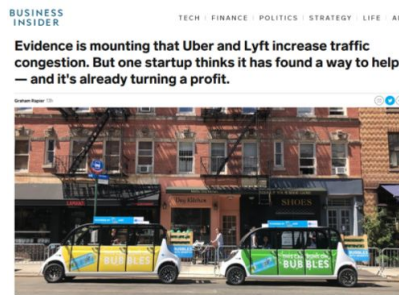 BUSINESS
INSIDER
TECH FINANCE POLITICS STRATEGY LIFE
Evidence is mounting that Uber and Lyft increase traffic
congestion. But one startup thinks it has found a way to help
— and it's already turning a profit.
Graham Rapier
SHOES
BUBBLES
BUBBLES